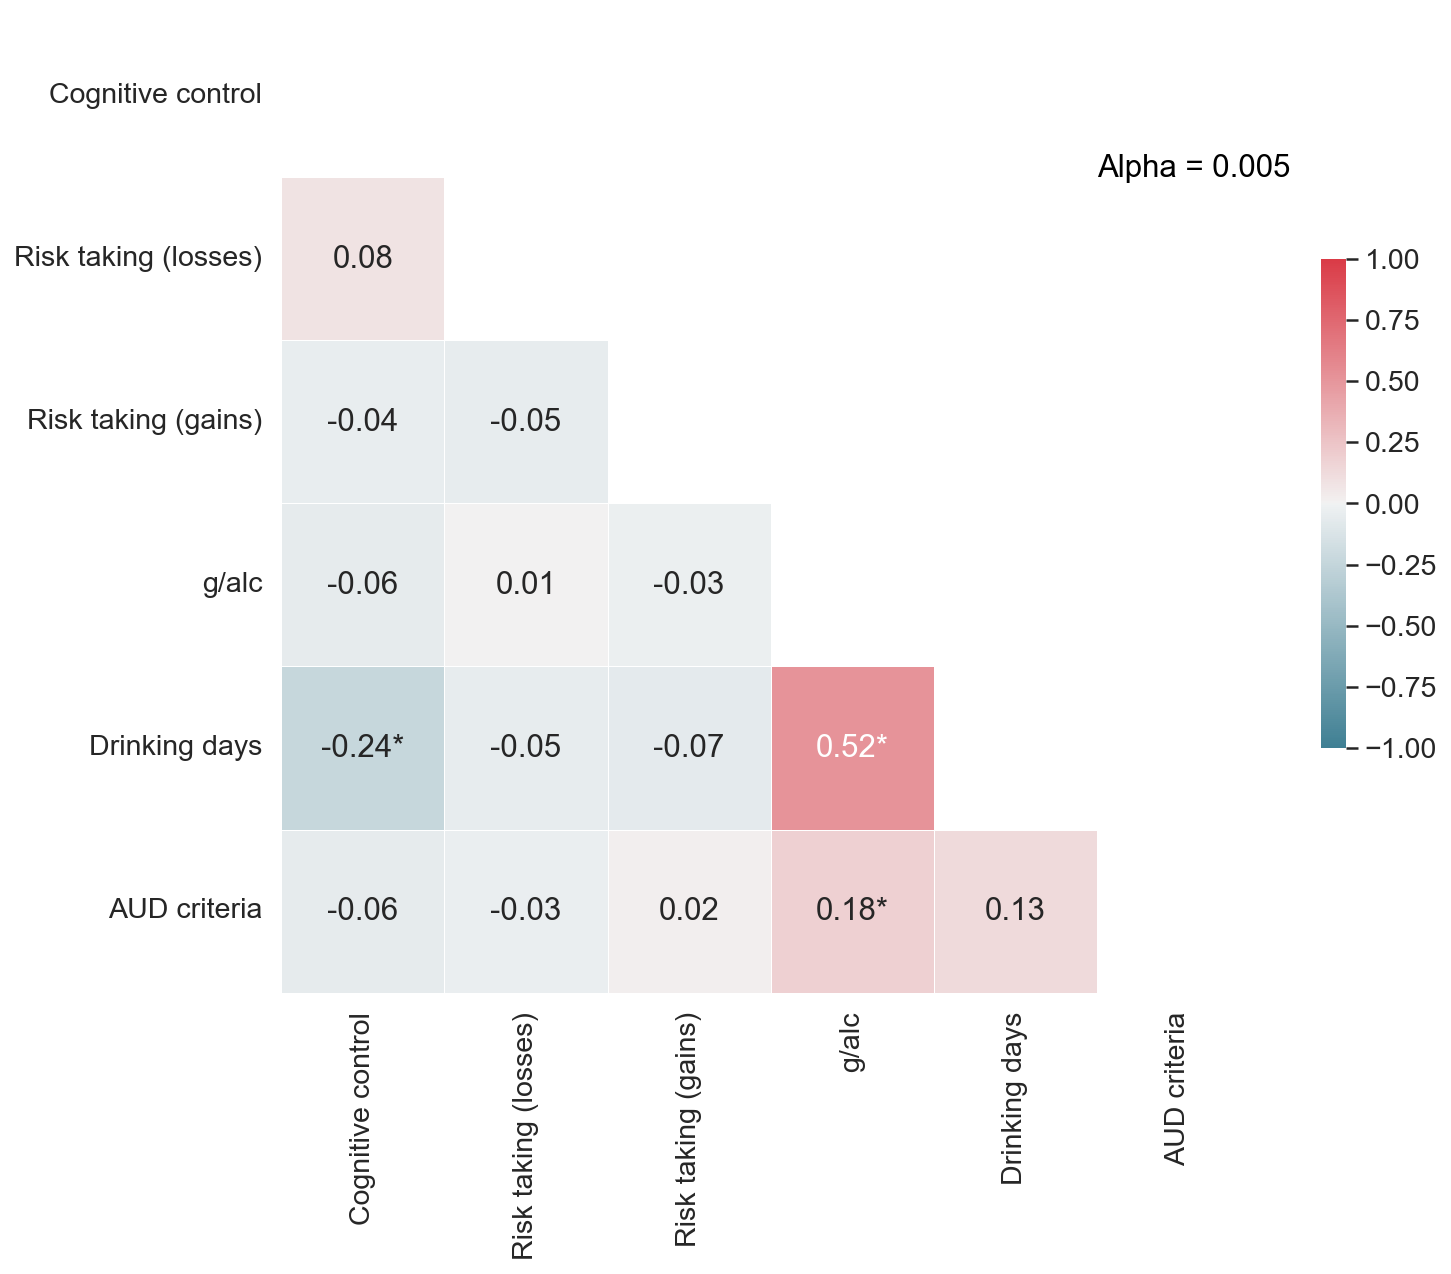 Cognitive control
Alpha = 0.005
Risk taking (losses)
0.08
Risk taking (gains)
-0.04
-0.05
g/alc
-0.06
0.01
-0.03
Drinking days
-0.24*
-0.05
-0.07
0.52*
AUD criteria
-0.06
-0.03
0.02
0.18*
0.13
Cognitive control
Risk taking (losses)
Risk taking (gains)
g/alc
Drinking days
AUD criteria
1.00
0.75
0.50
0.25
0.00
−0.25
−0.50
−0.75
−1.00